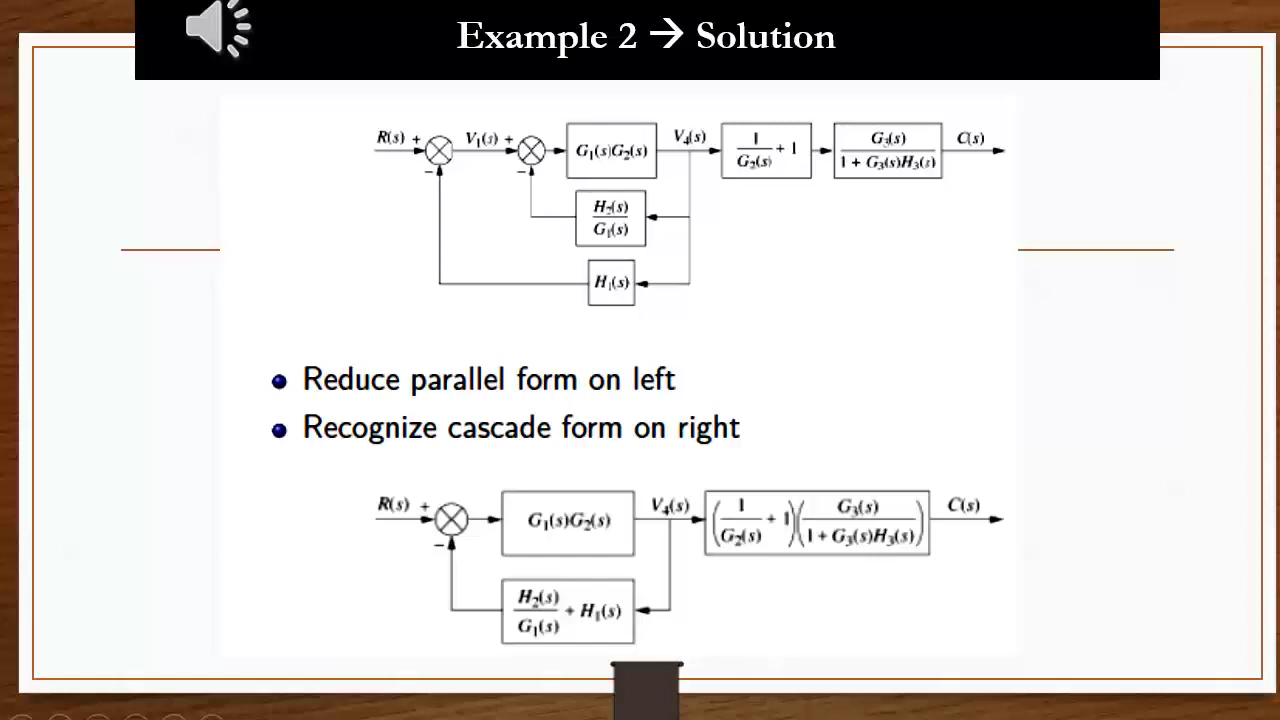 Example 2 → Solution
R(s) + V₁(s) + G₁(s)G₂(s) V₄(s) 1/G₂(s) + 1 G₃(s)/1 + G₃(s)H₃(s) C(s)
− −
H₂(s)/G₁(s)
H₁(s)
• Reduce parallel form on left
• Recognize cascade form on right
R(s) + G₁(s)G₂(s) V₄(s) (1/G₂(s) + 1)(G₃(s)/1 + G₃(s)H₃(s)) C(s)
−
H₂(s)/G₁(s) + H₁(s)